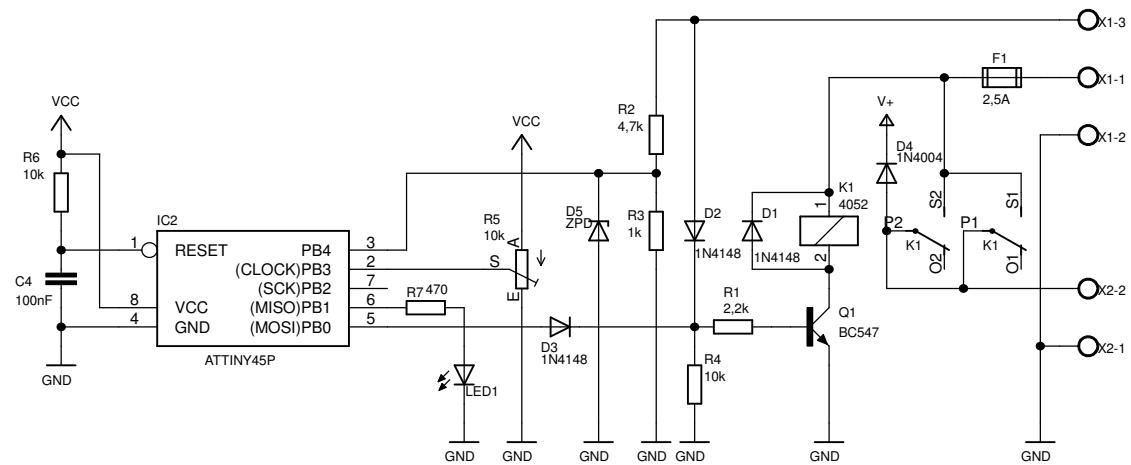 X1-3
F1
X1-1
2,5A
VCC
V+
R2
4,7k
VCC
X1-2
D4
1N4004
R6
10k
K1
4052
S2
S1
IC2
R5
10k
A
D5
ZPD
R3
1k
D2
1N4148
D1
1N4148
1
2
P2
K1
O2
P1
K1
O1
1
RESET
PB4
3
(CLOCK)PB3
2
S
C4
100nF
(SCK)PB2
7
8
VCC
(MISO)PB1
6
R7
470
E
X2-2
4
GND
(MOSI)PB0
5
R1
2,2k
Q1
BC547
ATTINY45P
D3
1N4148
X2-1
R4
10k
LED1
GND
GND
GND
GND
GND
GND
GND